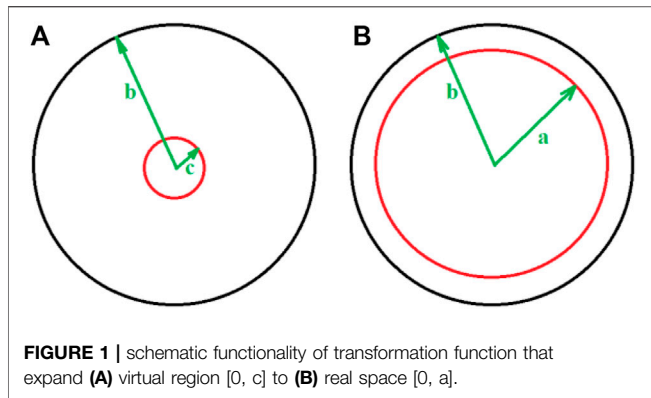 A
B
b
c
b
a
FIGURE 1 | schematic functionality of transformation function that
expand (A) virtual region [0, c] to (B) real space [0, a].